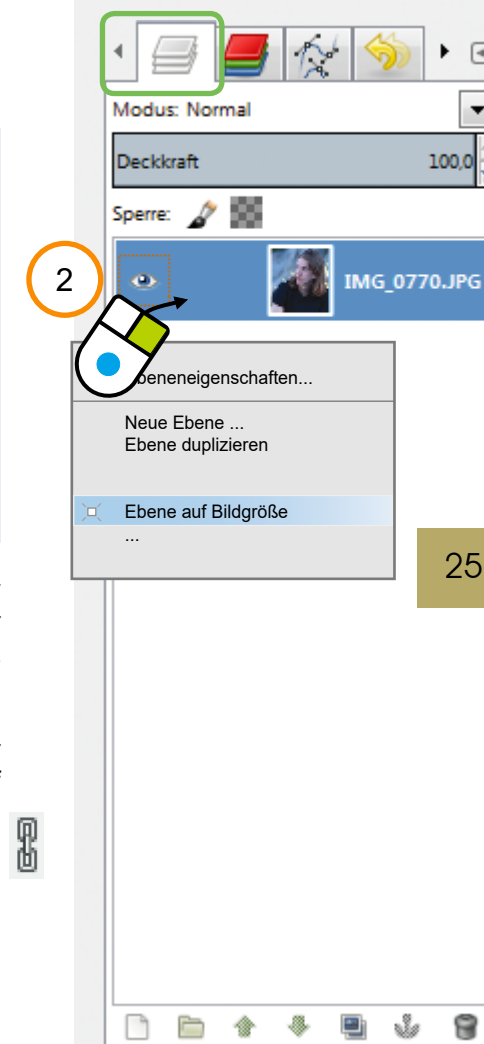 Modus: Normal
Deckkraft 100,0
Sperre:
2
IMG_0770.JPG
beneneigenschaften...
Neue Ebene ...
Ebene duplizieren
Ebene auf Bildgröße
...
25